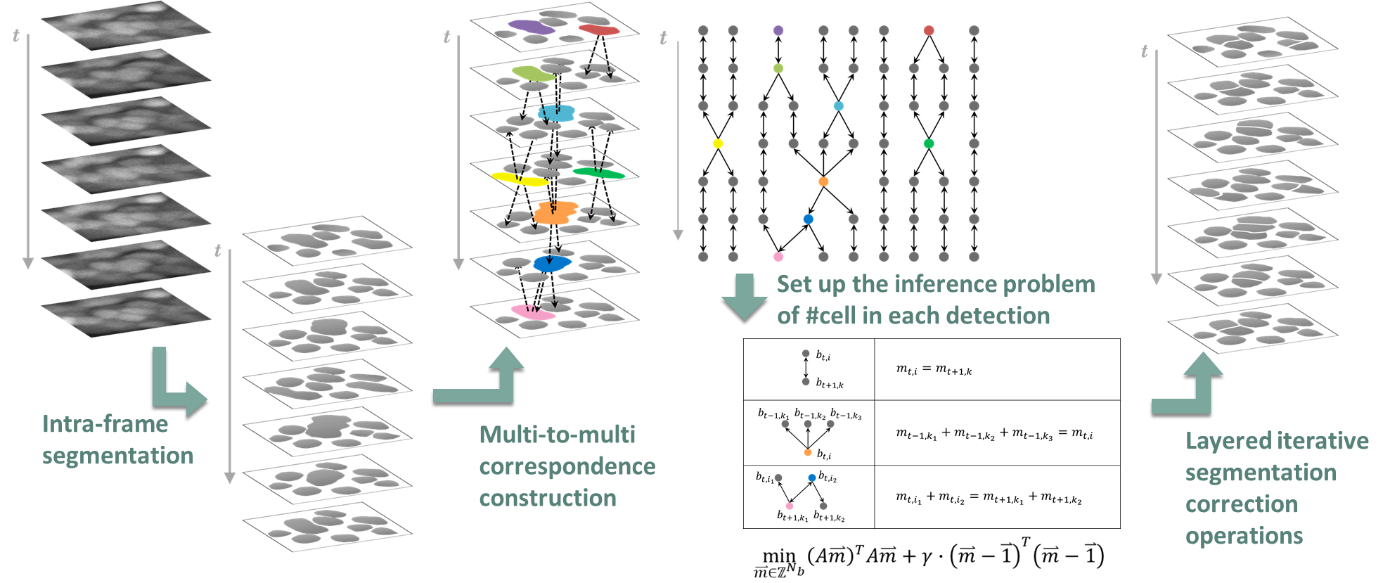 t
t
t
t
t
Intra-frame
segmentation
Multi-to-multi
correspondence
construction
Set up the inference problem
of #cell in each detection
b_{t,i}
b_{t+1,k}
m_{t,i} = m_{t+1,k}
b_{t-1,k_1} b_{t-1,k_2} b_{t-1,k_3}
b_{t,i}
m_{t-1,k_1} + m_{t-1,k_2} + m_{t-1,k_3} = m_{t,i}
b_{t,i_1} b_{t,i_2}
b_{t+1,k_1} b_{t+1,k_2}
m_{t,i_1} + m_{t,i_2} = m_{t+1,k_1} + m_{t+1,k_2}
\min_{\vec{m} \in \mathbb{Z}^{N_b}} (A\vec{m})^T A\vec{m} + γ · (\vec{m} − \vec{1})^T (\vec{m} − \vec{1})
Layered iterative
segmentation
correction
operations